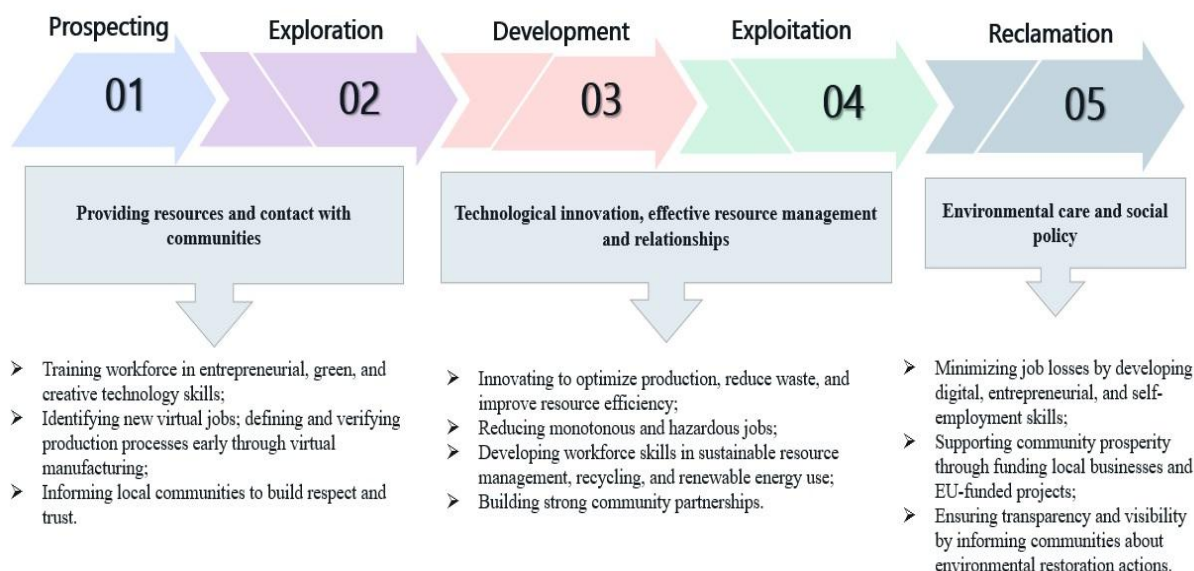 Prospecting
Exploration
Development
Exploitation
Reclamation
01
02
03
04
05
Providing resources and contact with
communities
Technological innovation, effective resource management
and relationships
Environmental care and social
policy
➢ Training workforce in entrepreneurial, green, and
creative technology skills;
➢ Identifying new virtual jobs; defining and verifying
production processes early through virtual
manufacturing;
➢ Informing local communities to build respect and
trust.
➢ Innovating to optimize production, reduce waste, and
improve resource efficiency;
➢ Reducing monotonous and hazardous jobs;
➢ Developing workforce skills in sustainable resource
management, recycling, and renewable energy use;
➢ Building strong community partnerships.
➢ Minimizing job losses by developing
digital, entrepreneurial, and self-
employment skills;
➢ Supporting community prosperity
through funding local businesses and
EU-funded projects;
➢ Ensuring transparency and visibility
by informing communities about
environmental restoration actions.